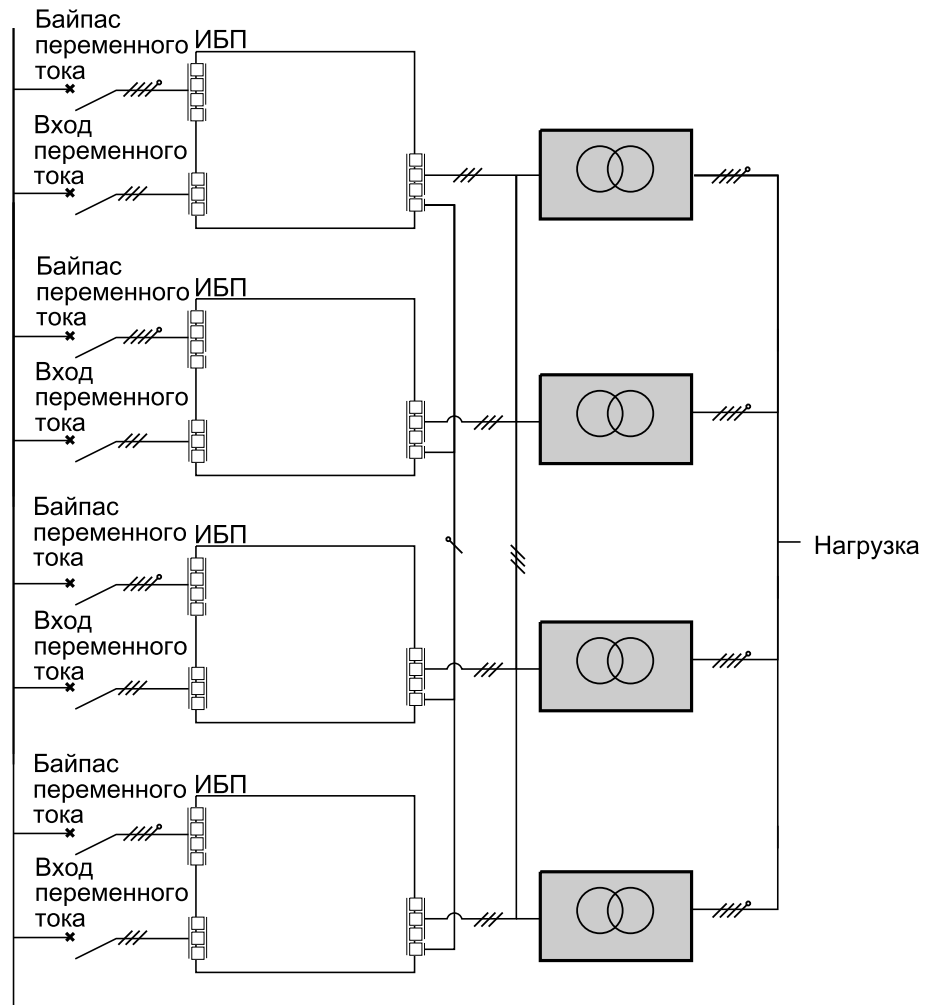 Байпас
переменного
тока
ИБП
Вход
переменного
тока
Байпас
переменного
тока
ИБП
Вход
переменного
тока
Нагрузка
Байпас
переменного
тока
ИБП
Вход
переменного
тока
Байпас
переменного
тока
ИБП
Вход
переменного
тока